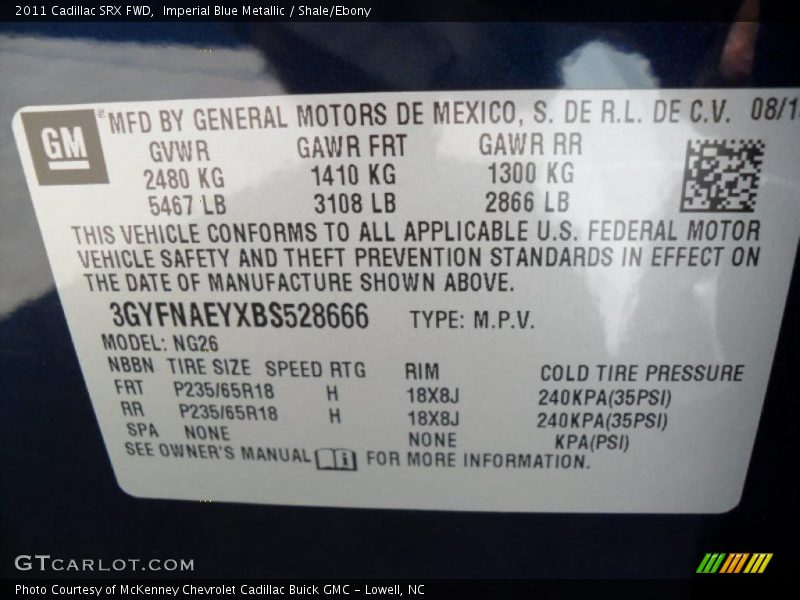 2011 Cadillac SRX FWD,  Imperial Blue Metallic / Shale/Ebony
GM ® MFD BY GENERAL MOTORS DE MEXICO, S. DE R.L. DE C.V. 08/1
GVWR GAWR FRT GAWR RR
2480 KG 1410 KG 1300 KG
5467 LB 3108 LB 2866 LB
THIS VEHICLE CONFORMS TO ALL APPLICABLE U.S. FEDERAL MOTOR
VEHICLE SAFETY AND THEFT PREVENTION STANDARDS IN EFFECT ON
THE DATE OF MANUFACTURE SHOWN ABOVE.
3GYFNAEYXBS528666 TYPE: M.P.V.
MODEL: NG26
NBBN TIRE SIZE SPEED RTG RIM COLD TIRE PRESSURE
FRT P235/65R18 H 18X8J 240KPA(35PSI)
RR P235/65R18 H 18X8J 240KPA(35PSI)
SPA NONE NONE KPA(PSI)
SEE OWNER'S MANUAL i FOR MORE INFORMATION.
GTCARLOT.COM
Photo Courtesy of McKenney Chevrolet Cadillac Buick GMC - Lowell, NC